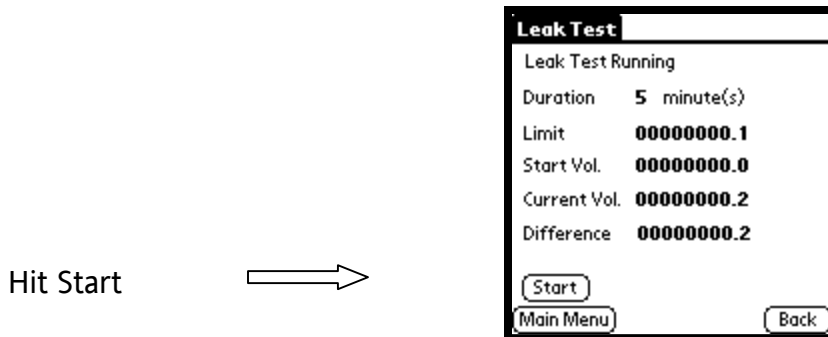 Leak Test
Leak Test Running
Duration 5 minute(s)
Limit 00000000.1
Start Vol. 00000000.0
Current Vol. 00000000.2
Difference 00000000.2
Hit Start
Start
Main Menu Back